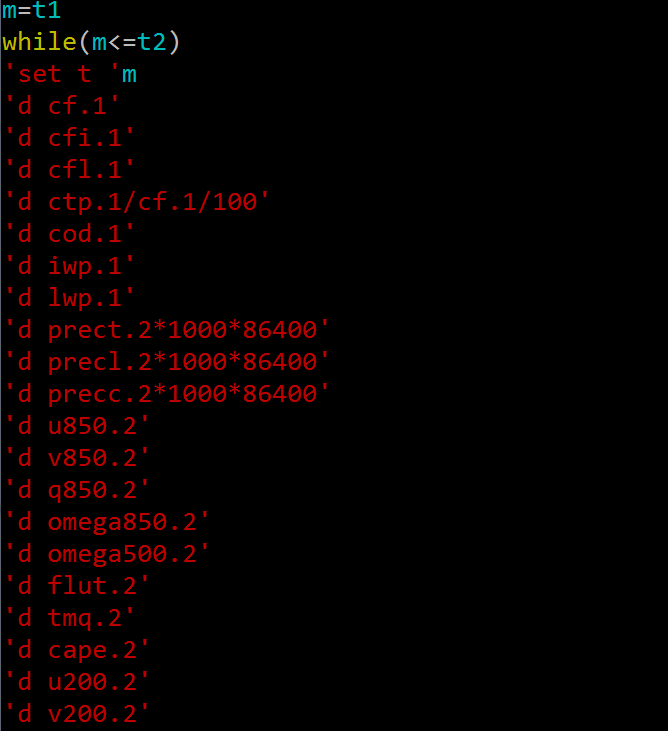 m=t1
while(m<=t2)
'set t 'm
'd cf.1'
'd cfi.1'
'd cfl.1'
'd ctp.1/cf.1/100'
'd cod.1'
'd iwp.1'
'd lwp.1'
'd prect.2*1000*86400'
'd precl.2*1000*86400'
'd precc.2*1000*86400'
'd u850.2'
'd v850.2'
'd q850.2'
'd omega850.2'
'd omega500.2'
'd flut.2'
'd tmq.2'
'd cape.2'
'd u200.2'
'd v200.2'